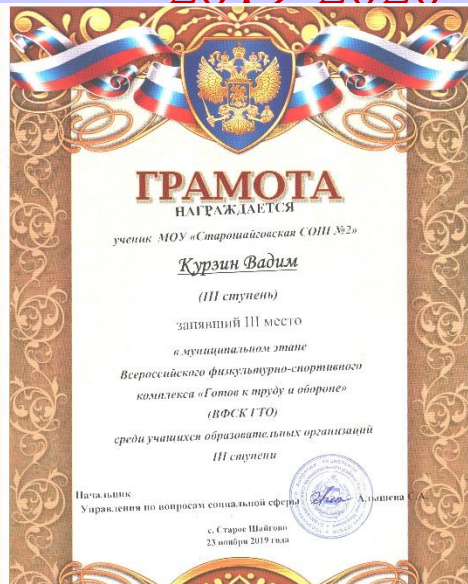 ГРАМОТА
НАГРАЖДАЕТСЯ
ученик МОУ «Старошайговская СОШ №2»
Курзин Вадим
(III ступень)
занявший III место
в муниципальном этапе
Всероссийского физкультурно-спортивного
комплекса «Готов к труду и обороне»
(ВФСК ГТО)
среди учащихся образовательных организаций
III ступени
Начальник
Управления по вопросам социальной сферы Алышева С.А.
с. Старое Шайгово
23 ноября 2019 года